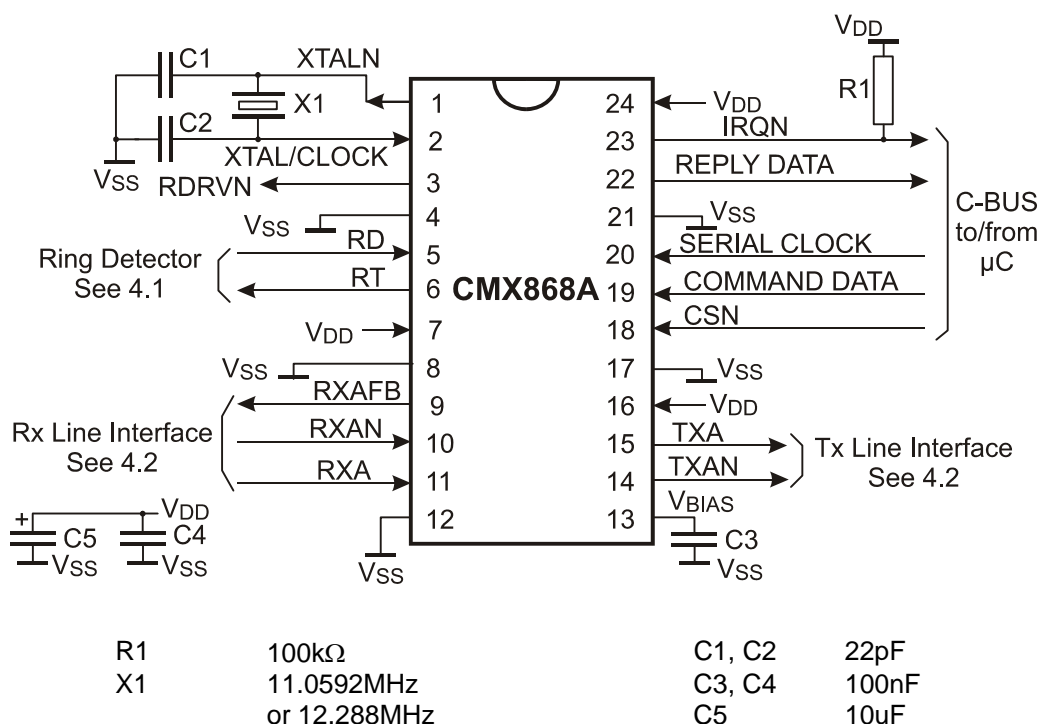 C1
XTALN
X1
C2
XTAL/CLOCK
VSS
RDRVN
VSS
RD
Ring Detector
See 4.1
RT
VDD
VSS
RXAFB
Rx Line Interface
See 4.2
RXAN
RXA
+
VDD
C5
C4
VSS
VSS
VSS
1
2
3
4
5
6
7
8
9
10
11
12
CMX868A
24
23
22
21
20
19
18
17
16
15
14
13
VDD
R1
VDD
IRQN
REPLY DATA
VSS
SERIAL CLOCK
COMMAND DATA
CSN
C-BUS
to/from
µC
VSS
VDD
TXA
TXAN
Tx Line Interface
See 4.2
VBIAS
C3
VSS
R1 100kΩ C1, C2 22pF
X1 11.0592MHz C3, C4 100nF
or 12.288MHz C5 10uF